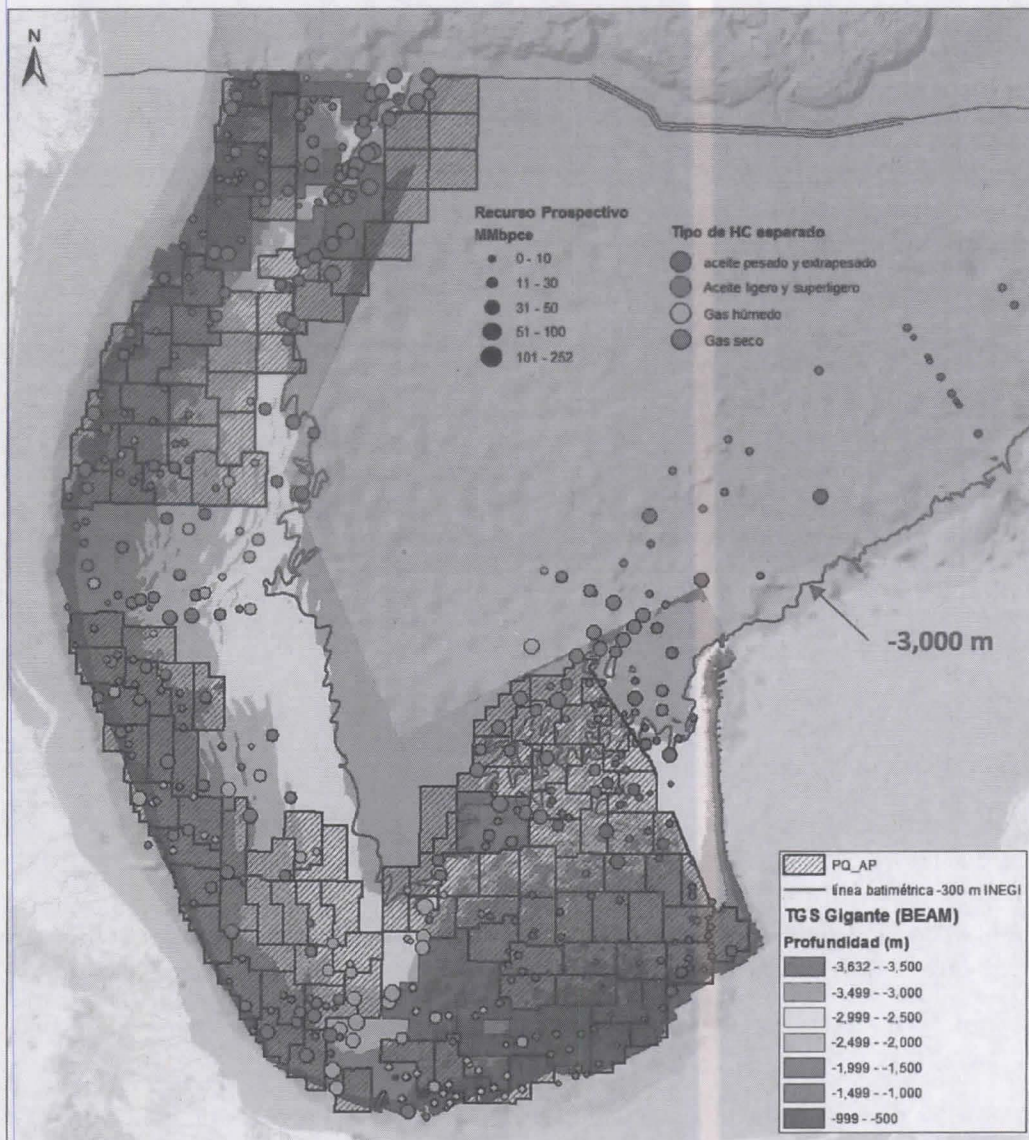 N
Recurso Prospectivo
MMbpce
0 - 10
11 - 30
31 - 50
51 - 100
101 - 252
Tipo de HC esperado
aceite pesado y extrapesado
Aceite ligero y superligero
Gas húmedo
Gas seco
-3,000 m
PQ_AP
línea batimétrica -300 m INEGI
TGS Gigante (BEAM)
Profundidad (m)
-3,632 - -3,500
-3,499 - -3,000
-2,999 - -2,500
-2,499 - -2,000
-1,999 - -1,500
-1,499 - -1,000
-999 - -500